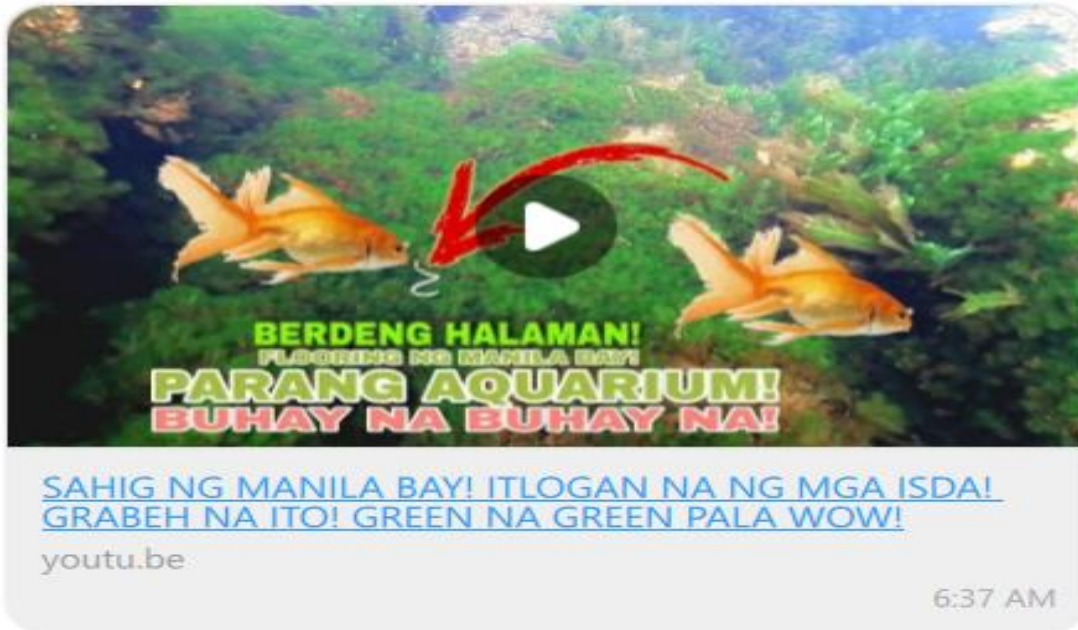 BERDENG HALAMAN!
FLOORING NG MANILA BAY!
PARANG AQUARIUM!
BUHAY NA BUHAY NA!
SAHIG NG MANILA BAY! ITLOGAN NA NG MGA ISDA!
GRABEH NA ITO! GREEN NA GREEN PALA WOW!
youtu.be
6:37 AM